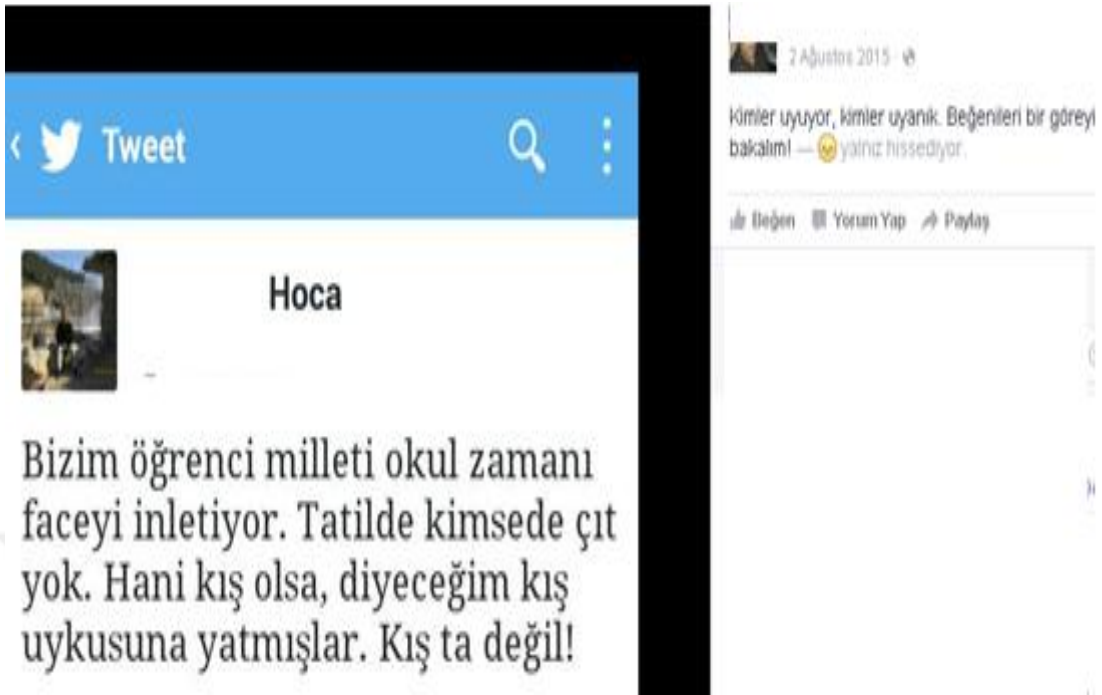 Tweet
Hoca
Bizim öğrenci milleti okul zamanı
faceyi inletiyor. Tatilde kimsede çıt
yok. Hani kış olsa, diyeceğim kış
uykusuna yatmışlar. Kış ta değil!
2 Ağustos 2015
Kimler uyuyor, kimler uyanık. Beğenileri bir göreyi
bakalım! — yalnız hissediyor.
Beğen Yorum Yap Paylaş